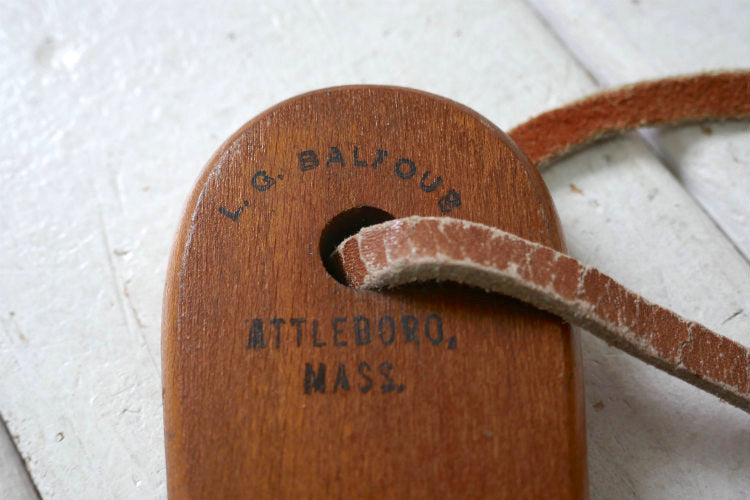 L. G. BALFOUR
ATTLEBORO,
MASS.